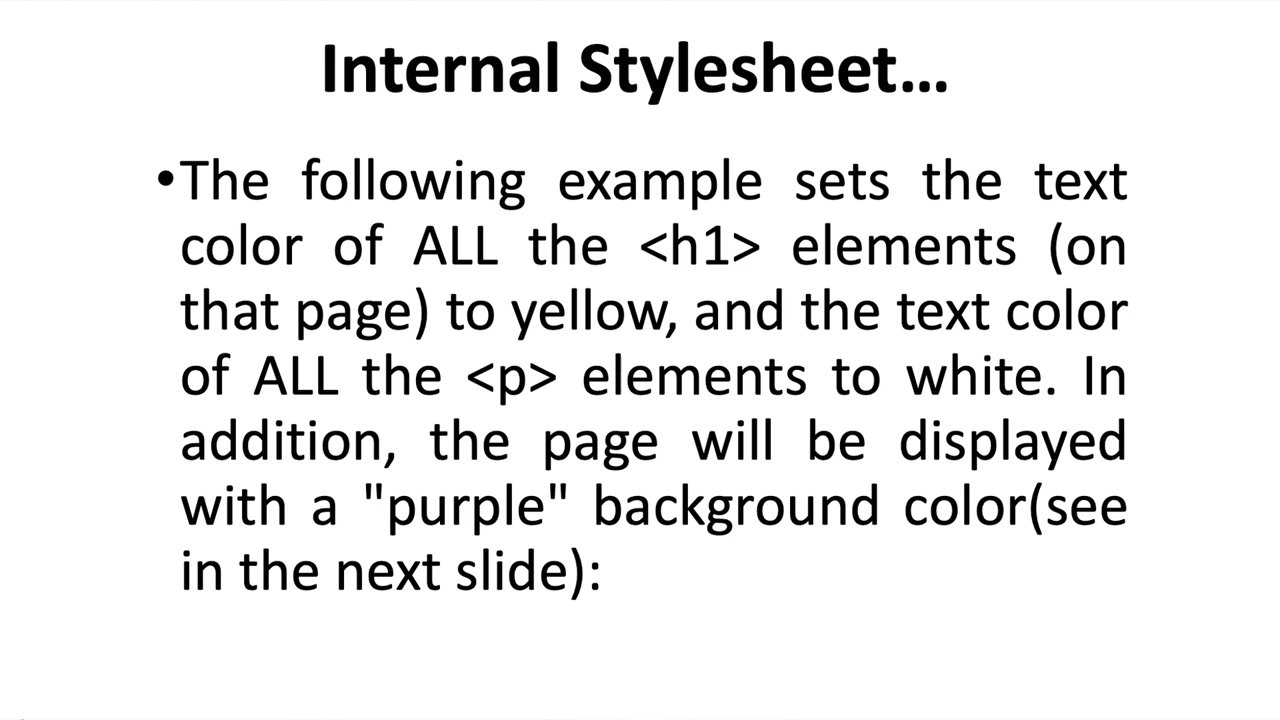 Internal Stylesheet...
•The following example sets the text
color of ALL the <h1> elements (on
that page) to yellow, and the text color
of ALL the <p> elements to white. In
addition, the page will be displayed
with a "purple" background color(see
in the next slide):